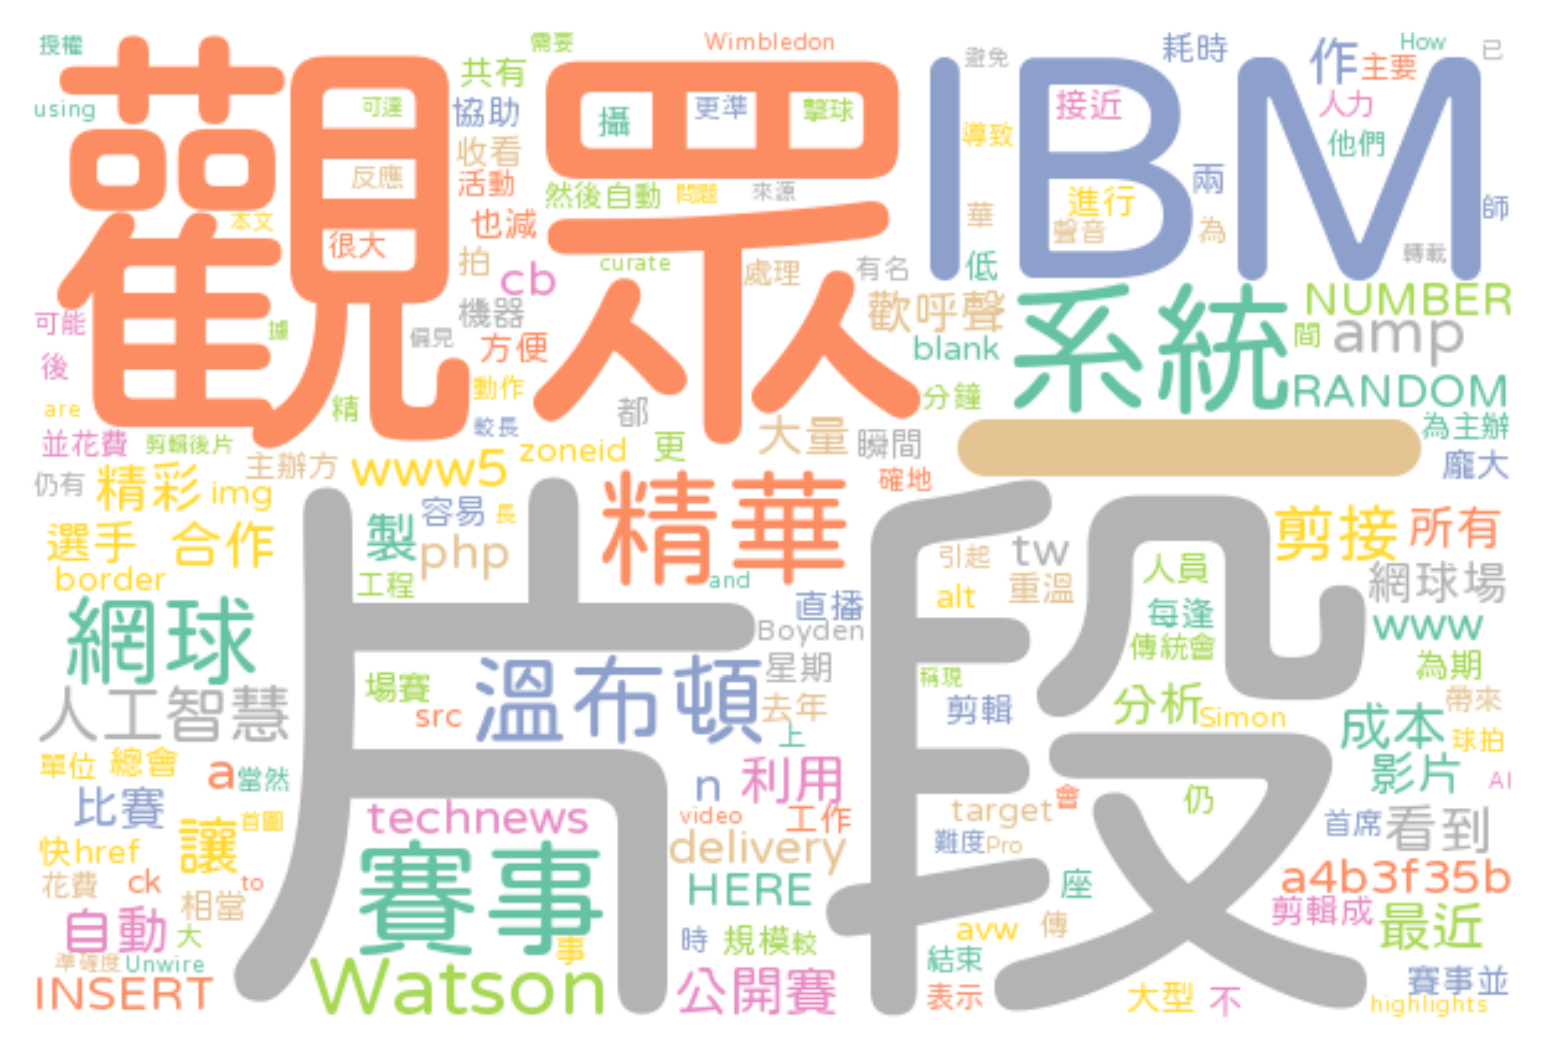 授權
需要
Wimbledon
避免
耗時
作
主要
How
已
using
觀眾
可達
共有
協助
攝
更準
擊球
IBM
接近
人力
他們
導致
收看
反應
活動
然後自動
問題
來源
進行
聲音
兩
為
師
華
本文
很大
也減
拍
cb
curate
處理
有名
低
轉載
可能
據
機器
偏見
方便
歡呼聲
blank
系統
NUMBER
間
amp
後
動作
分鐘
RANDOM
are
精
較長
都
並花費
剪輯後片
主辦方
www5
zoneid
更
大量
瞬間
為主辦
龐大
仍有
精彩
img
確地
片段
容易
長
精華
製
php
選手
合作
border
工程
and
引起
tw
剪接
所有
直播
Boyden
alt
重溫
人員
網球場
每逢
www
傳統會
為期
網球
人工智慧
場賽
src
溫布頓
星期
去年
上
稱現
剪輯
分析
Simon
帶來
成本
球拍
單位
總會
a
當然
n
利用
影片
AI
比賽
讓
首圖
technews
video
工作
target
會
仍
首席
看到
快
href
delivery
難度
Pro
花費
ck
to
相當
賽事
HERE
座
a4b3f35b
剪輯成
最近
自動
大
事
時
規模
較
avw
傳
準確度
Unwire
結束
INSERT
Watson
公開賽
表示
大型
不
賽事並
highlights